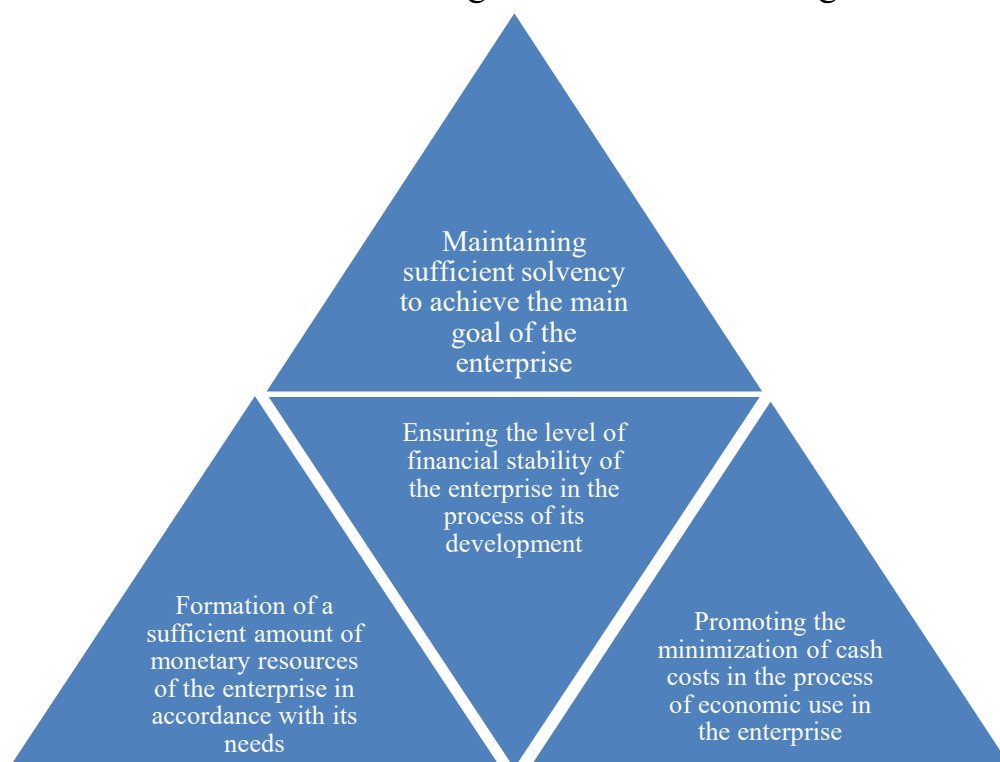 Maintaining
sufficient solvency
to achieve the main
goal of the
enterprise
Ensuring the level of
financial stability of
the enterprise in the
process of its
development
Formation of a
sufficient amount of
monetary resources
of the enterprise in
accordance with its
needs
Promoting the
minimization of cash
costs in the process
of economic use in
the enterprise